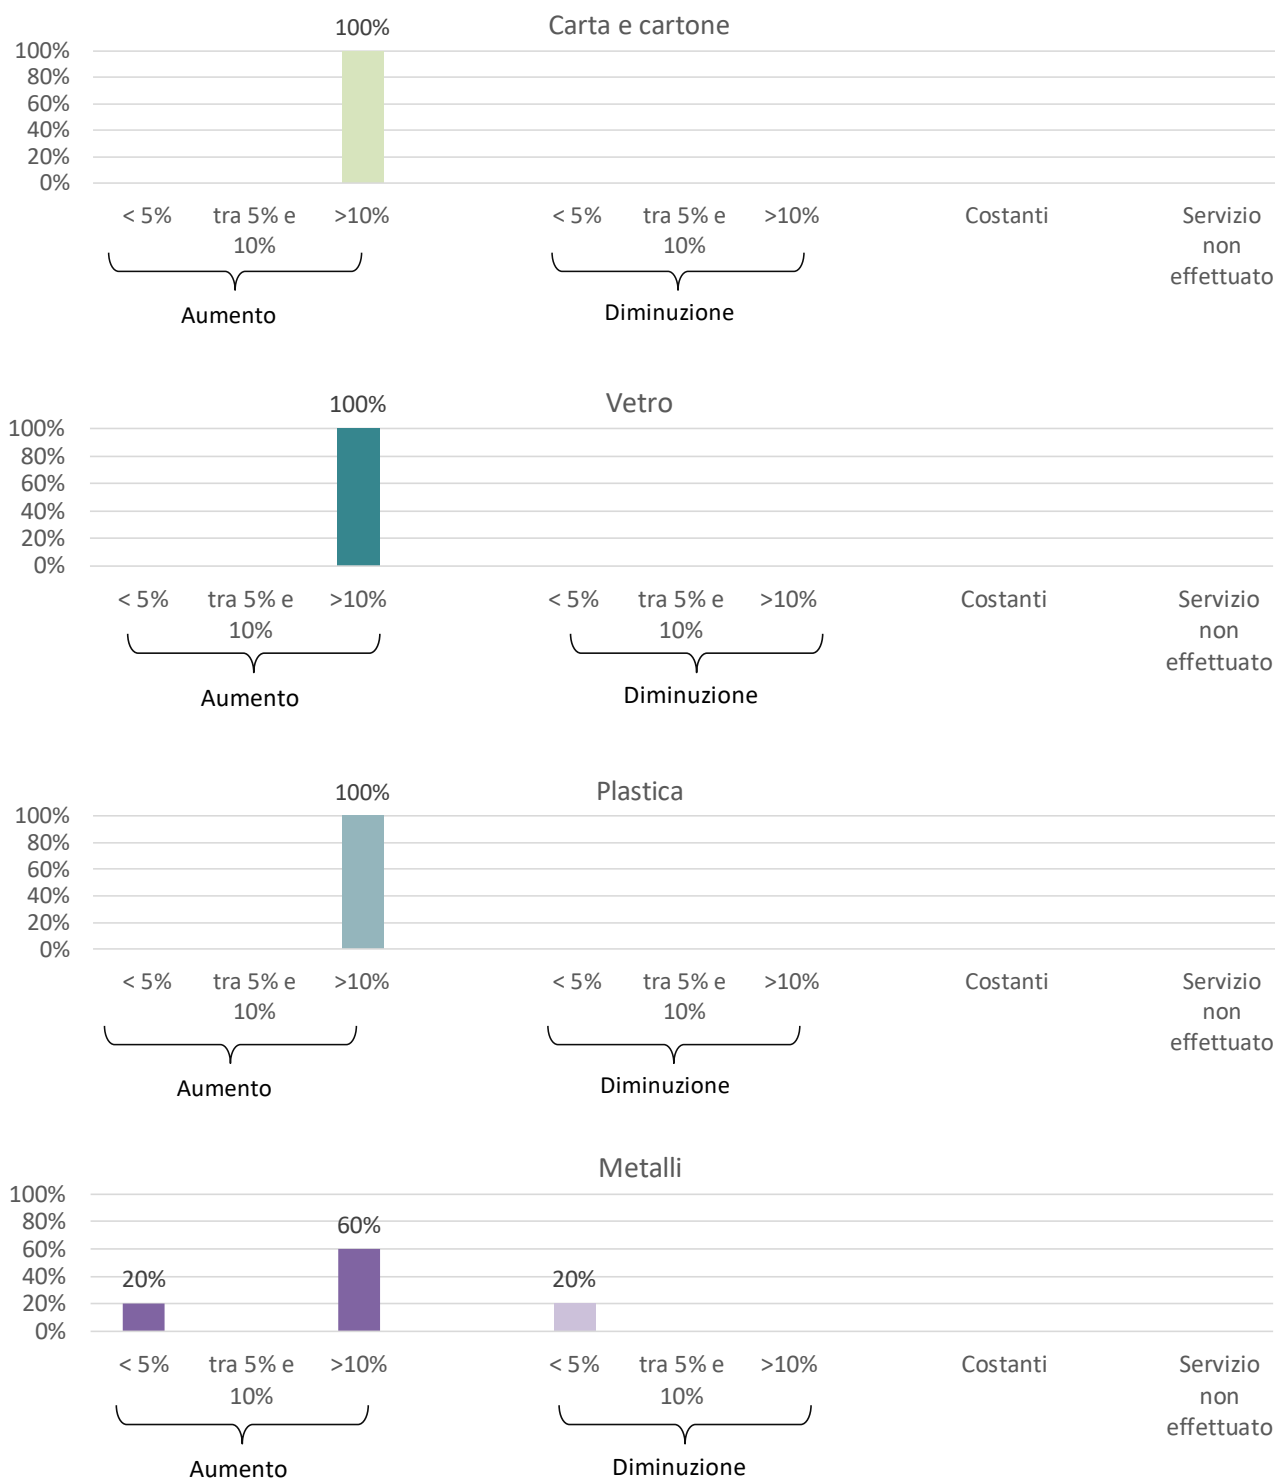 100%
Carta e cartone
100%
80%
60%
40%
20%
0%
< 5%
tra 5% e
10%
>10%
< 5%
tra 5% e
10%
>10%
Costanti
Servizio
non
effettuato
Aumento
Diminuzione
100%
Vetro
100%
80%
60%
40%
20%
0%
< 5%
tra 5% e
10%
>10%
< 5%
tra 5% e
10%
>10%
Costanti
Servizio
non
effettuato
Aumento
Diminuzione
100%
Plastica
100%
80%
60%
40%
20%
0%
< 5%
tra 5% e
10%
>10%
< 5%
tra 5% e
10%
>10%
Costanti
Servizio
non
effettuato
Aumento
Diminuzione
Metalli
100%
80%
60%
40%
20%
0%
20%
60%
20%
< 5%
tra 5% e
10%
>10%
< 5%
tra 5% e
10%
>10%
Costanti
Servizio
non
effettuato
Aumento
Diminuzione